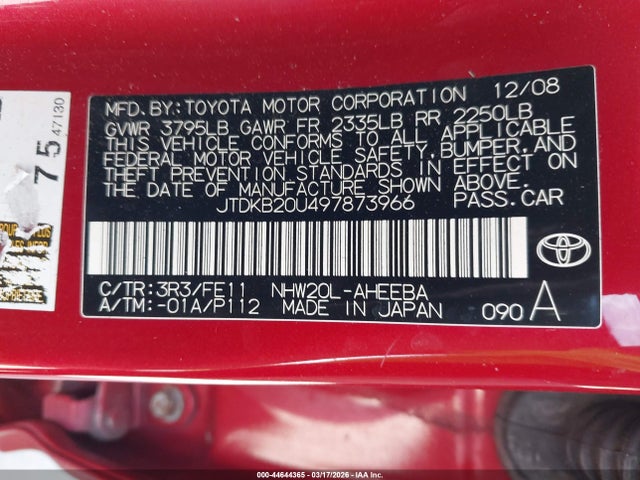 MFD. BY: TOYOTA MOTOR CORPORATION 12/08
GVWR 3795LB GAWR FR 2335LB RR 2250LB
THIS VEHICLE CONFORMS TO ALL APPLICABLE
FEDERAL MOTOR VEHICLE SAFETY, BUMPER, AND
THEFT PREVENTION STANDARDS IN EFFECT ON
THE DATE OF MANUFACTURE SHOWN ABOVE.
JTDKB20U497873966 PASS. CAR
C/TR: 3R3/FE11 NHW20L-AHEEBA
A/TM: -01A/P112 MADE IN JAPAN 090 A
75 47130
000-44644365 - 03/17/2026 - IAA Corp.